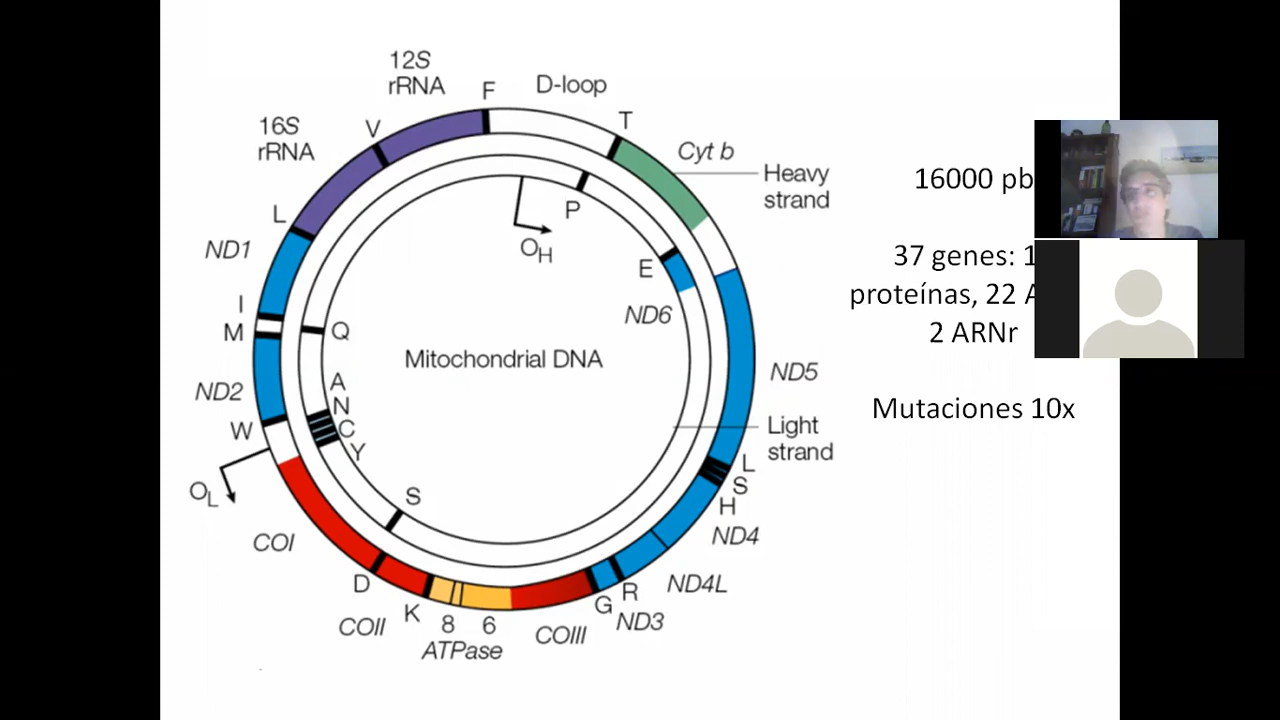 12S
rRNA
F
D-loop
16S
rRNA
V
T
Cyt b
Heavy
strand
16000 pb
L
P
ND1
OH
E
37 genes: 1
proteínas, 22 A
2 ARNr
I
M
Q
ND6
Mitochondrial DNA
ND2
A
N
C
Y
ND5
Mutaciones 10x
W
Light
strand
OL
S
L
S
H
COI
ND4
D
K
COII
8
6
ATPase
COIII
G
R
ND3
ND4L